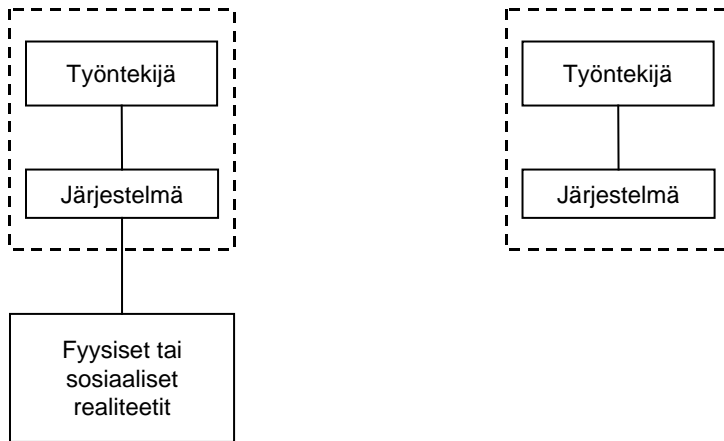 Työntekijä
Järjestelmä
Fyysiset tai
sosiaaliset
realiteetit
Työntekijä
Järjestelmä